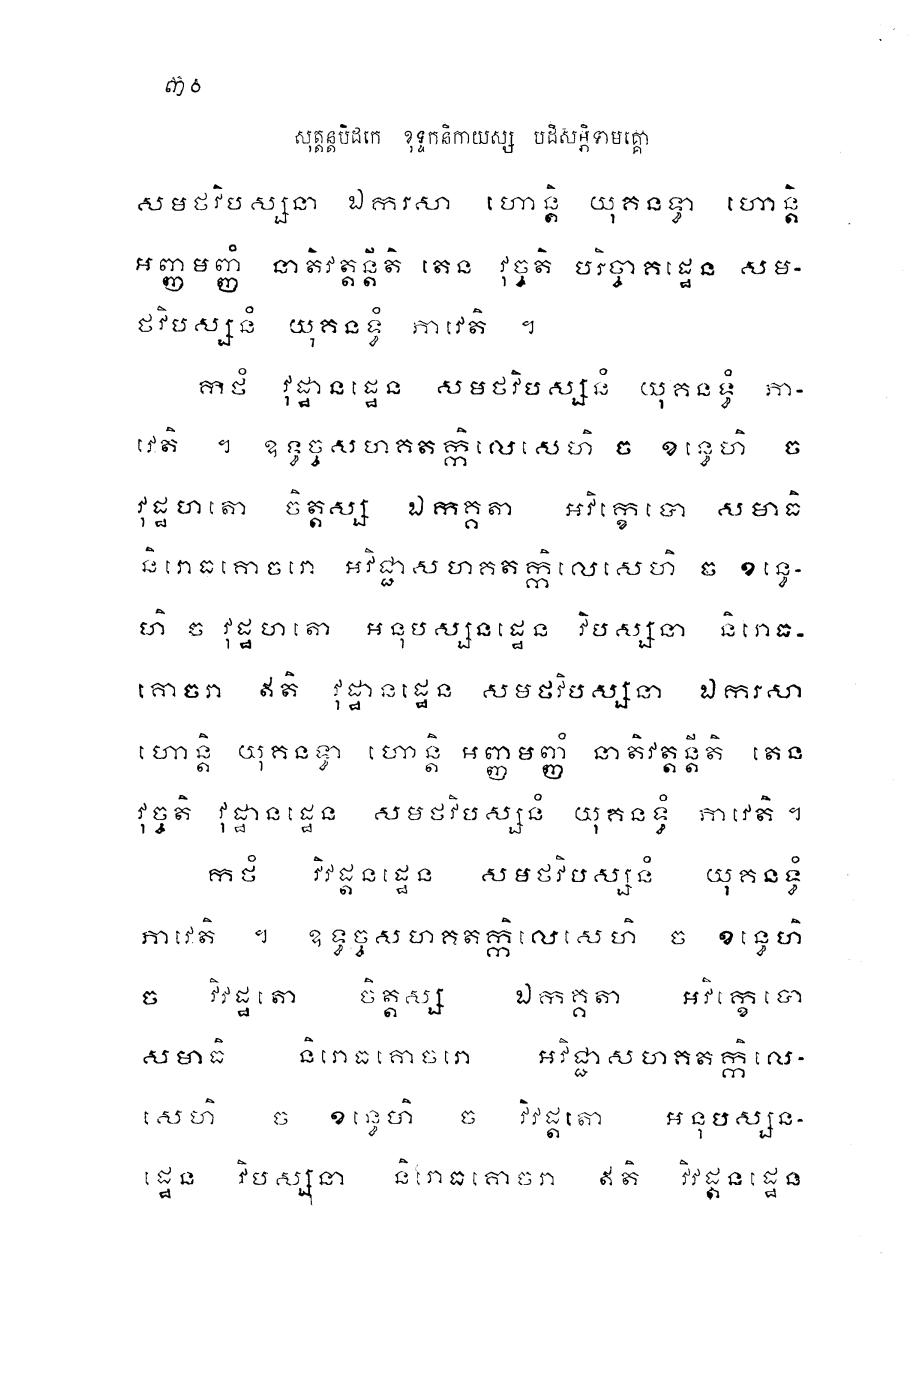 ៣០
សុត្តន្តបិដកេ ខុទ្ទកនិកាយស្ស បដិសម្ភិទាមគ្គោ
សមថវិបស្សនា ឯករសា ហោន្តិ យុគនទ្ធា ហោន្តិ
អញ្ញមញ្ញំ នាតិវត្តន្តីតិ តេន វុច្ចតិ បរិច្ចាគដ្ឋេន សម-
ថវិបស្សនំ យុគនទ្ធំ ភាវេតិ ។
កថំ វុដ្ឋានដ្ឋេន សមថវិបស្សនំ យុគនទ្ធំ ភា-
វេតិ ។ ឧទ្ធច្ចសហគតក្កិលេសេហិ ច ខន្ធេហិ ច
វុដ្ឋហតោ ចិត្តស្ស ឯកគ្គតា អវិក្ខេបោ សមាធិ
និរោធគោចរោ អវិជ្ជាសហគតក្កិលេសេហិ ច ខន្ធេ-
ហិ ច វុដ្ឋហតោ អនុបស្សនដ្ឋេន វិបស្សនា និរោធ-
គោចរា ឥតិ វុដ្ឋានដ្ឋេន សមថវិបស្សនា ឯករសា
ហោន្តិ យុគនទ្ធា ហោន្តិ អញ្ញមញ្ញំ នាតិវត្តន្តីតិ តេន
វុច្ចតិ វុដ្ឋានដ្ឋេន សមថវិបស្សនំ យុគនទ្ធំ ភាវេតិ ។
កថំ វិវដ្តនដ្ឋេន សមថវិបស្សនំ យុគនទ្ធំ
ភាវេតិ ។ ឧទ្ធច្ចសហគតក្កិលេសេហិ ច ខន្ធេហិ
ច វិវដ្ដតោ ចិត្តស្ស ឯកគ្គតា អវិក្ខេបោ
សមាធិ និរោធគោចរោ អវិជ្ជាសហគតក្កិលេ-
សេហិ ច ខន្ធេហិ ច វិវដ្តតោ អនុបស្សន-
ដ្ឋេន វិបស្សនា និរោធគោចរា ឥតិ វិវដ្តនដ្ឋេន